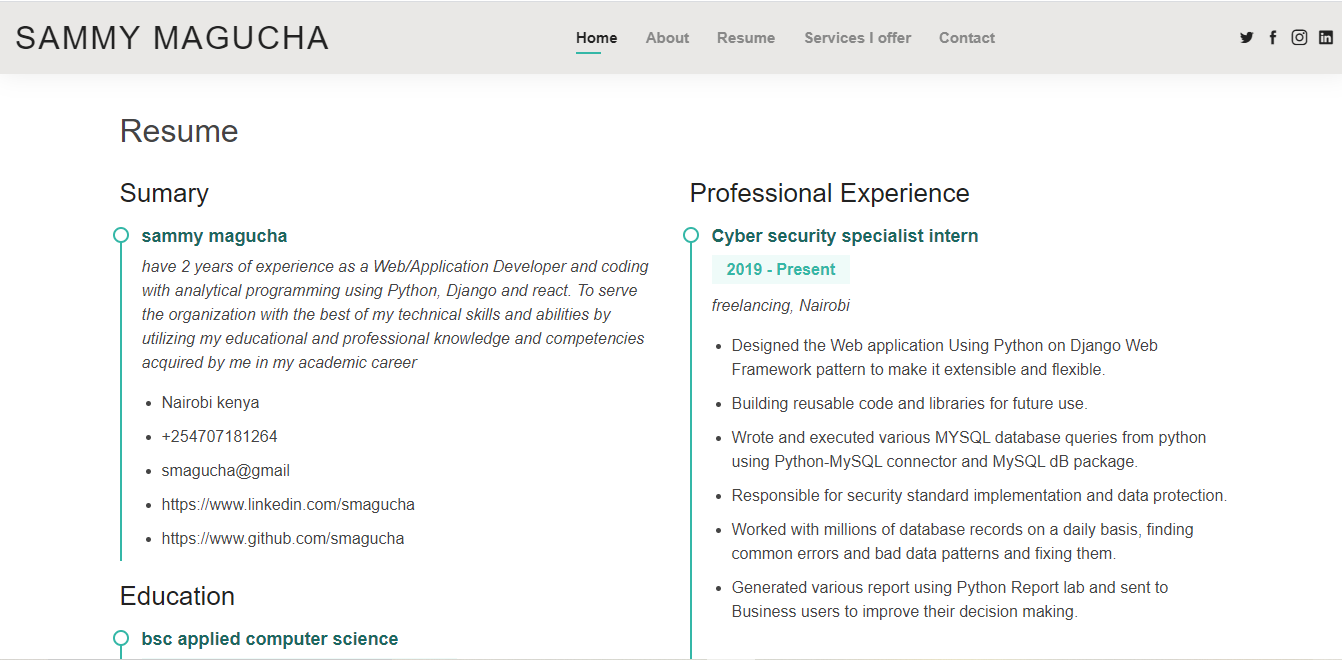 SAMMY MAGUCHA
Home About Resume Services I offer Contact
Resume
Sumary
sammy magucha
have 2 years of experience as a Web/Application Developer and coding
with analytical programming using Python, Django and react. To serve
the organization with the best of my technical skills and abilities by
utilizing my educational and professional knowledge and competencies
acquired by me in my academic career
Nairobi kenya
+254707181264
smagucha@gmail
https://www.linkedin.com/smagucha
https://www.github.com/smagucha
Education
bsc applied computer science
Professional Experience
Cyber security specialist intern
2019 - Present
freelancing, Nairobi
Designed the Web application Using Python on Django Web
Framework pattern to make it extensible and flexible.
Building reusable code and libraries for future use.
Wrote and executed various MYSQL database queries from python
using Python-MySQL connector and MySQL dB package.
Responsible for security standard implementation and data protection.
Worked with millions of database records on a daily basis, finding
common errors and bad data patterns and fixing them.
Generated various report using Python Report lab and sent to
Business users to improve their decision making.